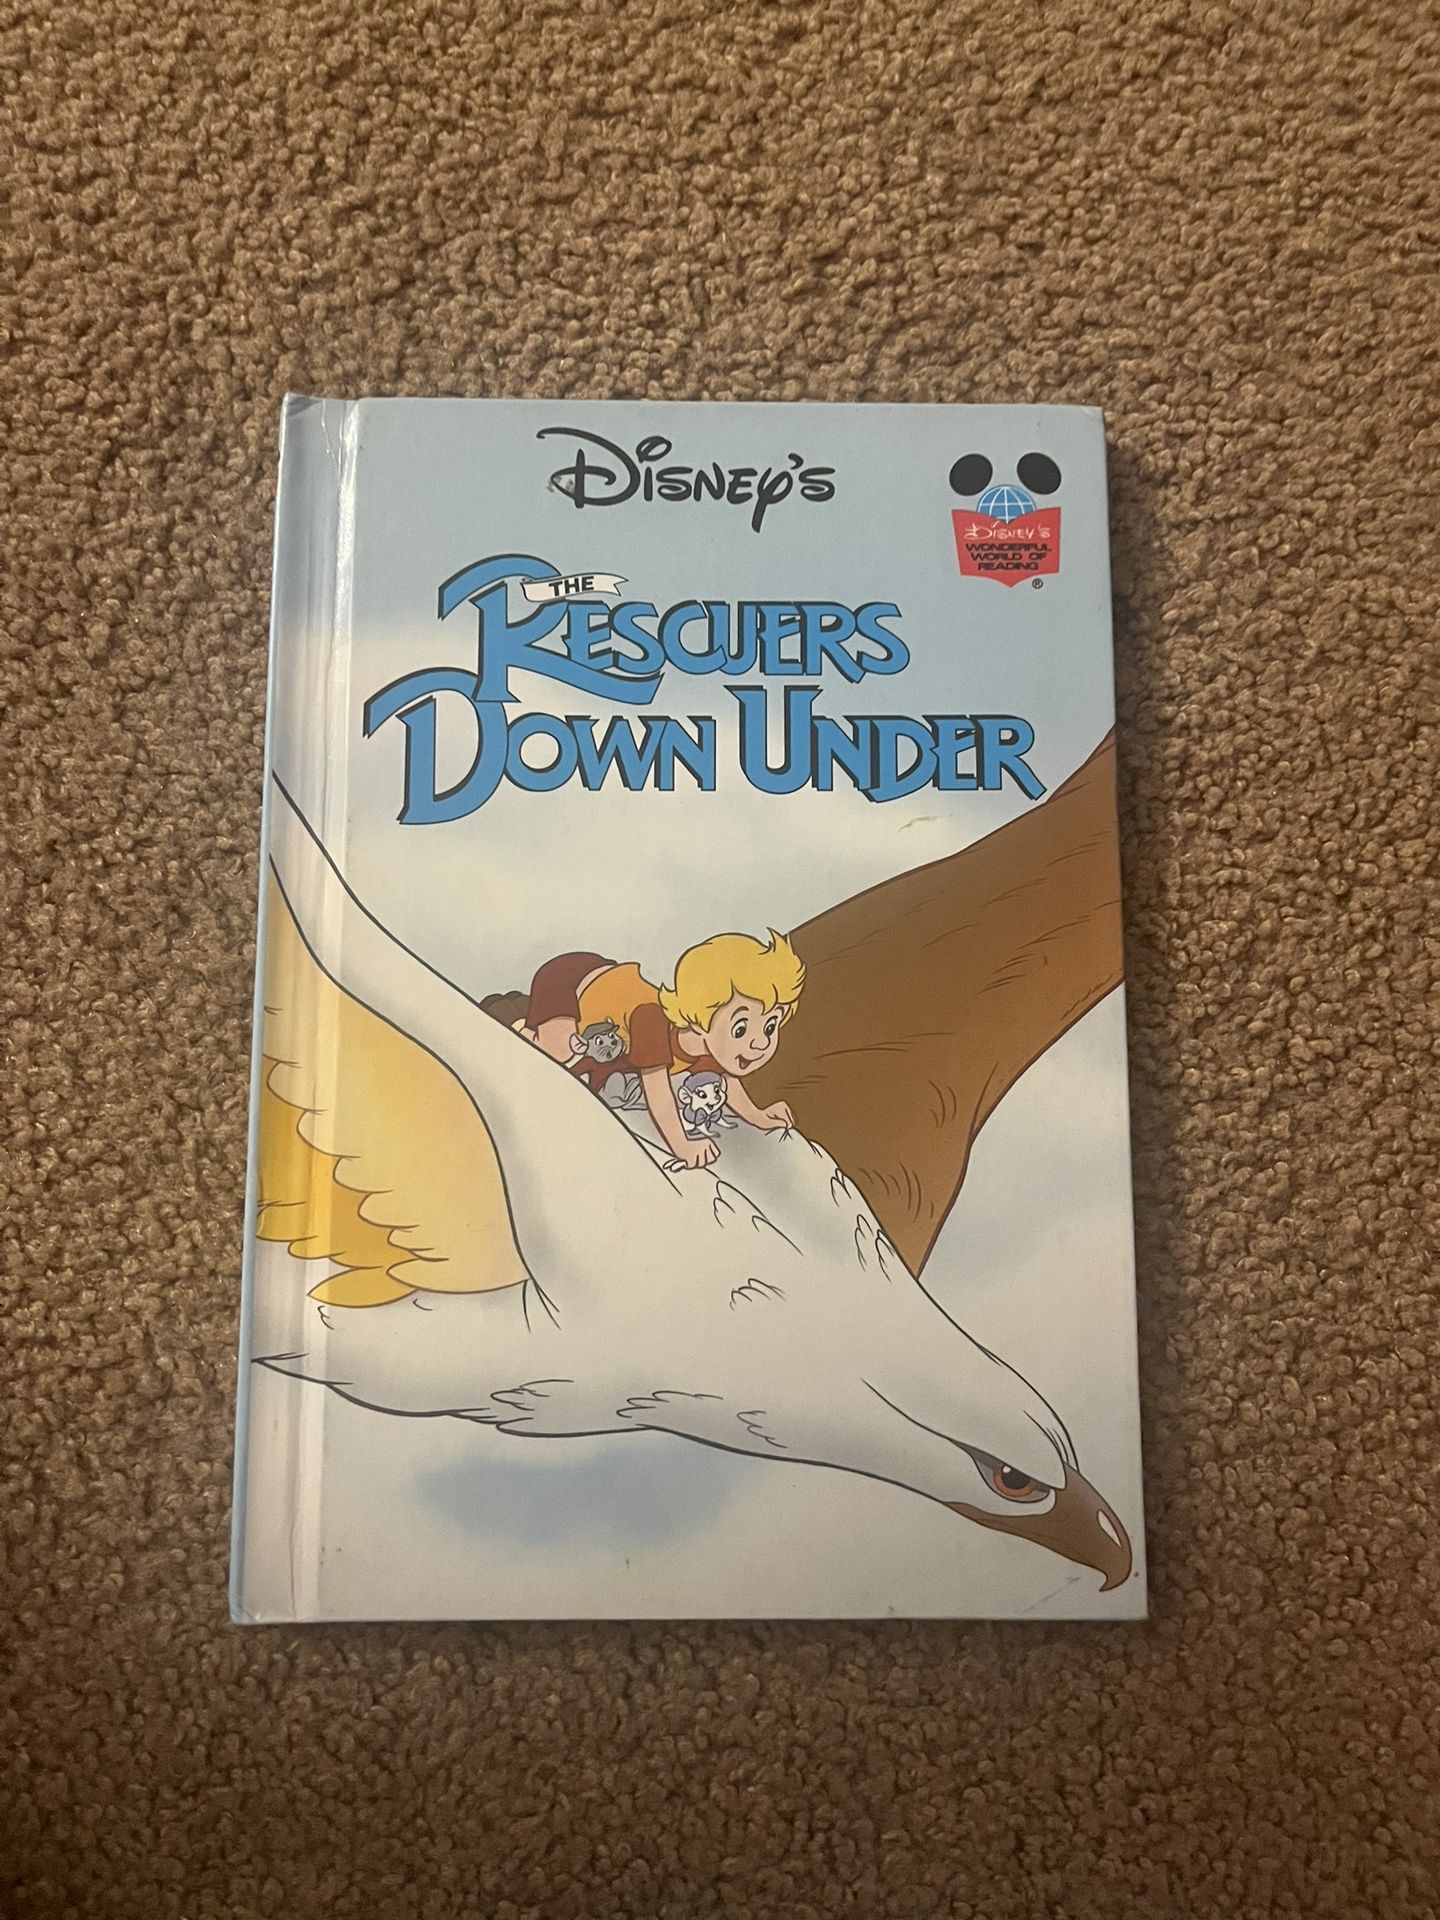 Disney's
Disney's
WONDERFUL
WORLD OF
READING
®
THE
RESCUERS
DOWN UNDER